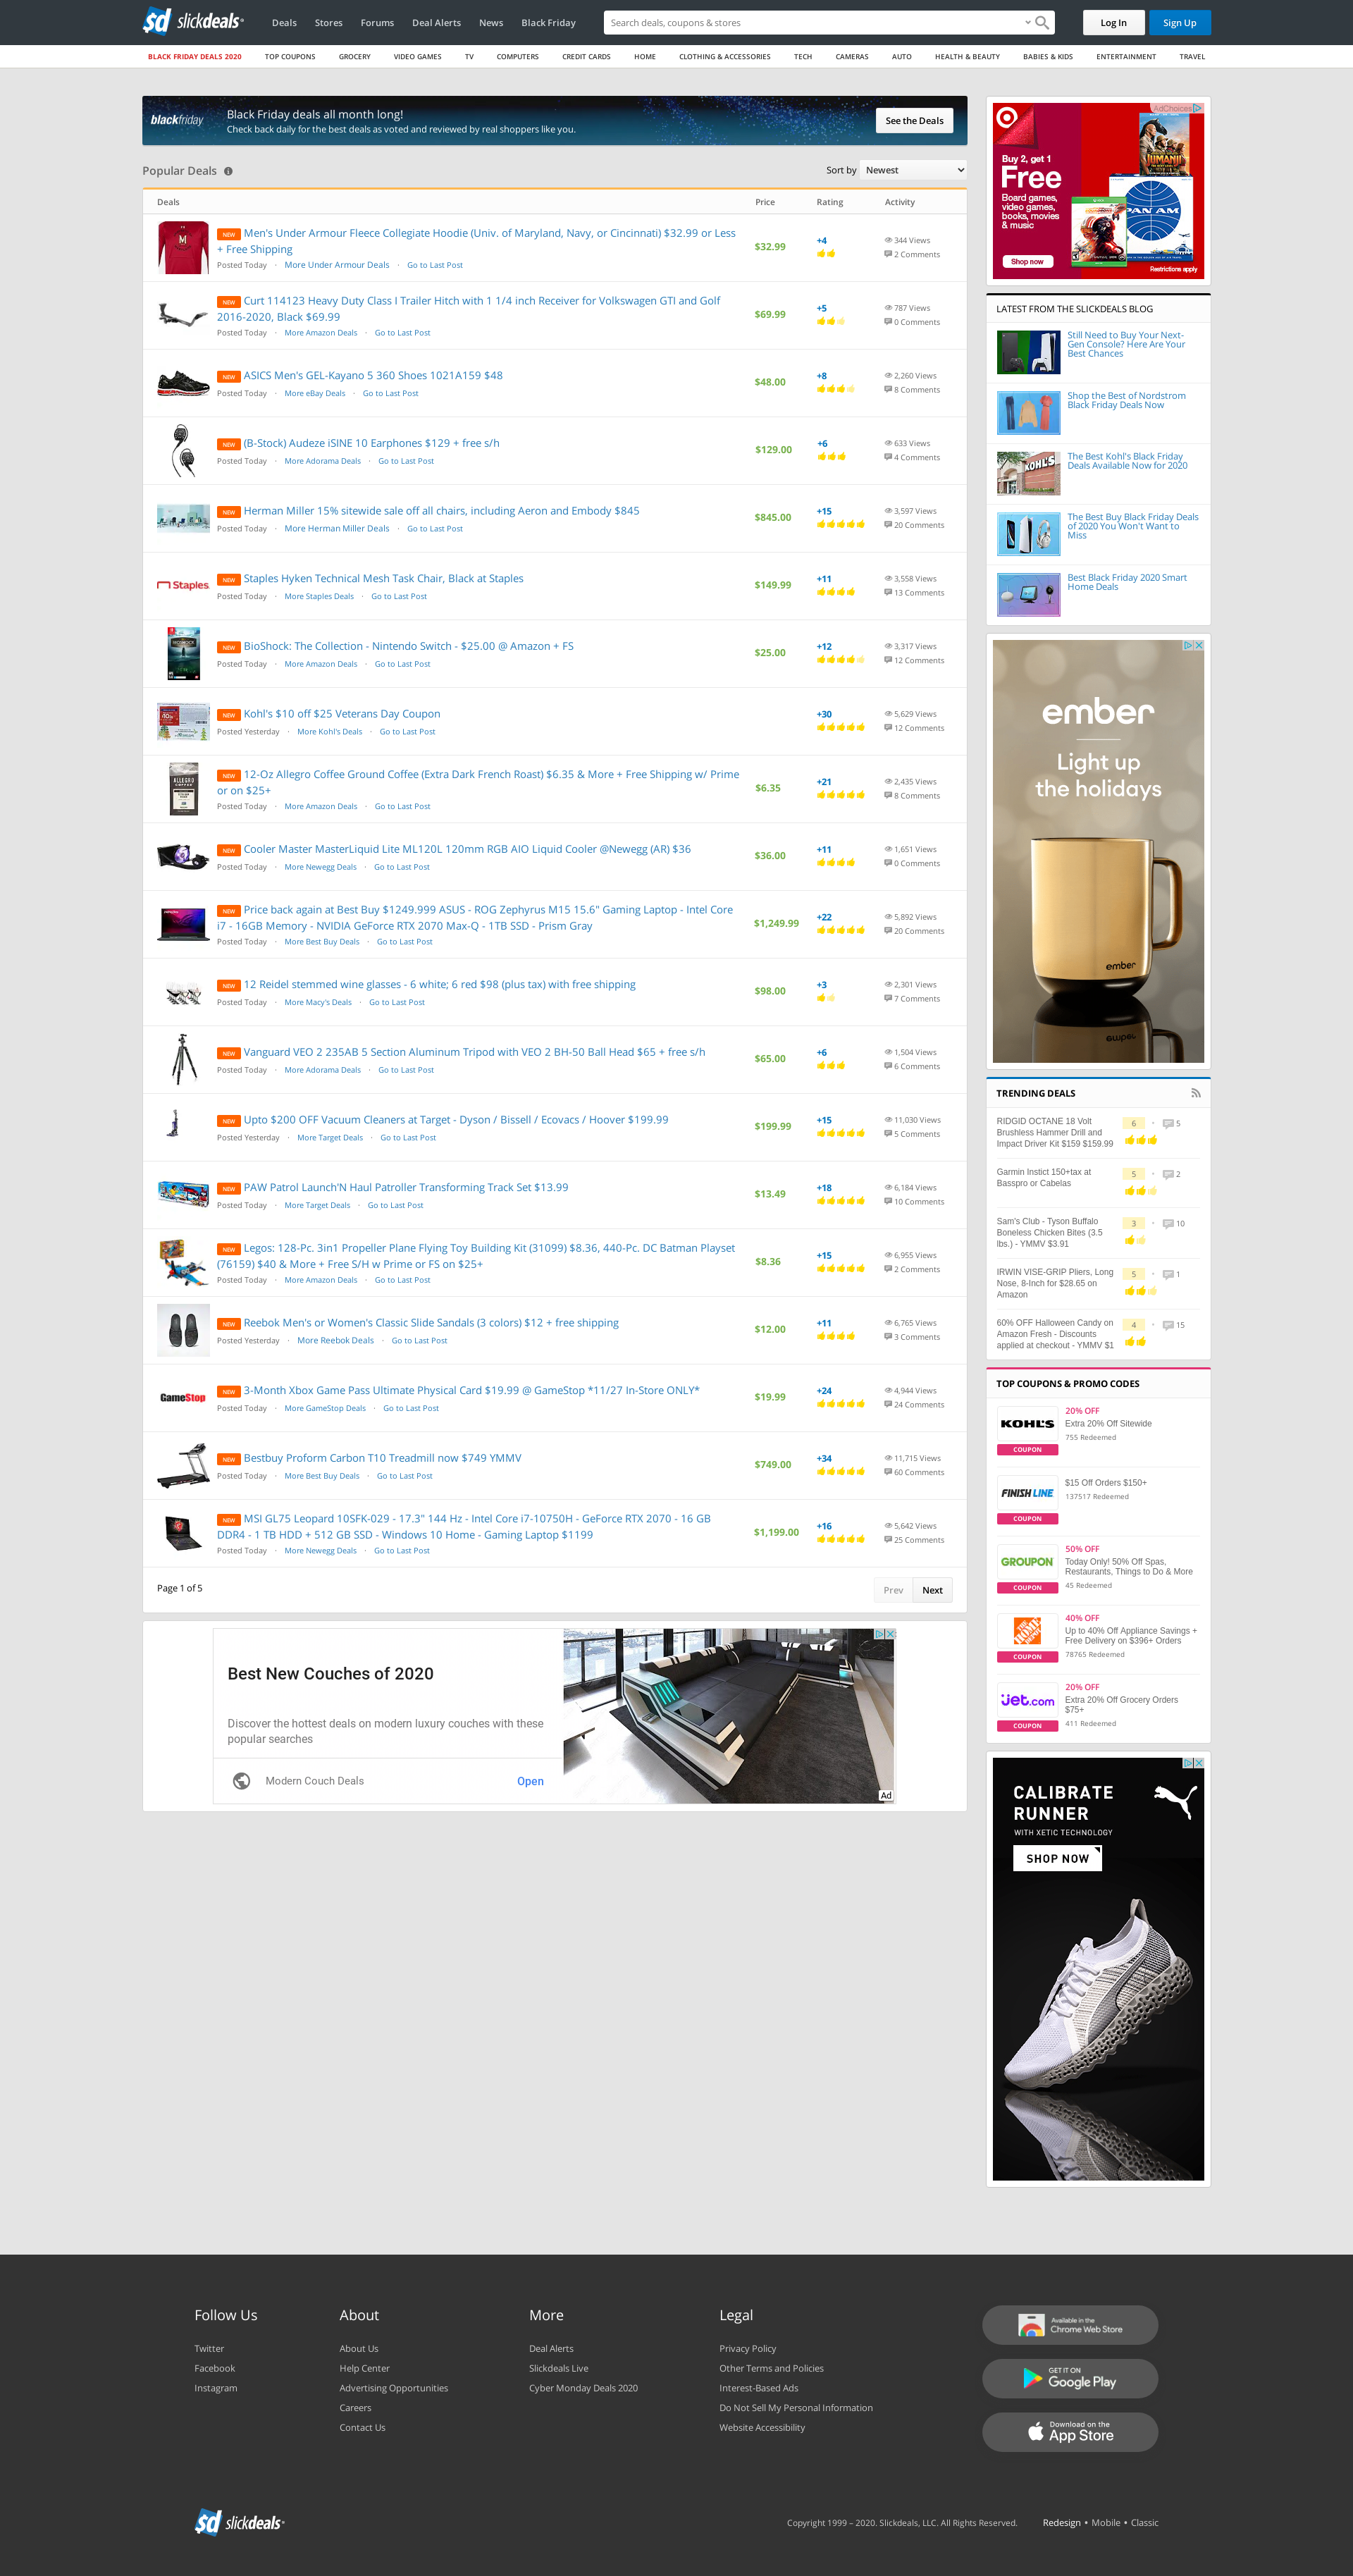 slickdeals
Deals Stores Forums Deal Alerts News Black Friday
Search deals, coupons & stores
Log In
Sign Up
BLACK FRIDAY DEALS 2020 TOP COUPONS GROCERY VIDEO GAMES TV COMPUTERS CREDIT CARDS HOME CLOTHING & ACCESSORIES TECH CAMERAS AUTO HEALTH & BEAUTY BABIES & KIDS ENTERTAINMENT TRAVEL
blackfriday
Black Friday deals all month long!
Check back daily for the best deals as voted and reviewed by real shoppers like you.
See the Deals
Popular Deals
Sort by Newest
Deals Price Rating Activity
NEW Men's Under Armour Fleece Collegiate Hoodie (Univ. of Maryland, Navy, or Cincinnati) $32.99 or Less
+ Free Shipping
Posted Today · More Under Armour Deals · Go to Last Post
$32.99
+4
344 Views
2 Comments
NEW Curt 114123 Heavy Duty Class I Trailer Hitch with 1 1/4 inch Receiver for Volkswagen GTI and Golf
2016-2020, Black $69.99
Posted Today · More Amazon Deals · Go to Last Post
$69.99
+5
787 Views
0 Comments
NEW ASICS Men's GEL-Kayano 5 360 Shoes 1021A159 $48
Posted Today · More eBay Deals · Go to Last Post
$48.00
+8
2,260 Views
8 Comments
NEW (B-Stock) Audeze iSINE 10 Earphones $129 + free s/h
Posted Today · More Adorama Deals · Go to Last Post
$129.00
+6
633 Views
4 Comments
NEW Herman Miller 15% sitewide sale off all chairs, including Aeron and Embody $845
Posted Today · More Herman Miller Deals · Go to Last Post
$845.00
+15
3,597 Views
20 Comments
Staples
NEW Staples Hyken Technical Mesh Task Chair, Black at Staples
Posted Today · More Staples Deals · Go to Last Post
$149.99
+11
3,558 Views
13 Comments
NEW BioShock: The Collection - Nintendo Switch - $25.00 @ Amazon + FS
Posted Today · More Amazon Deals · Go to Last Post
$25.00
+12
3,317 Views
12 Comments
NEW Kohl's $10 off $25 Veterans Day Coupon
Posted Yesterday · More Kohl's Deals · Go to Last Post
+30
5,629 Views
12 Comments
ALLEGRO
COFFEE
NEW 12-Oz Allegro Coffee Ground Coffee (Extra Dark French Roast) $6.35 & More + Free Shipping w/ Prime
or on $25+
Posted Today · More Amazon Deals · Go to Last Post
$6.35
+21
2,435 Views
8 Comments
NEW Cooler Master MasterLiquid Lite ML120L 120mm RGB AIO Liquid Cooler @Newegg (AR) $36
Posted Today · More Newegg Deals · Go to Last Post
$36.00
+11
1,651 Views
0 Comments
NEW Price back again at Best Buy $1249.999 ASUS - ROG Zephyrus M15 15.6" Gaming Laptop - Intel Core
i7 - 16GB Memory - NVIDIA GeForce RTX 2070 Max-Q - 1TB SSD - Prism Gray
Posted Today · More Best Buy Deals · Go to Last Post
$1,249.99
+22
5,892 Views
20 Comments
NEW 12 Reidel stemmed wine glasses - 6 white; 6 red $98 (plus tax) with free shipping
Posted Today · More Macy's Deals · Go to Last Post
$98.00
+3
2,301 Views
7 Comments
NEW Vanguard VEO 2 235AB 5 Section Aluminum Tripod with VEO 2 BH-50 Ball Head $65 + free s/h
Posted Today · More Adorama Deals · Go to Last Post
$65.00
+6
1,504 Views
6 Comments
NEW Upto $200 OFF Vacuum Cleaners at Target - Dyson / Bissell / Ecovacs / Hoover $199.99
Posted Yesterday · More Target Deals · Go to Last Post
$199.99
+15
11,030 Views
5 Comments
NEW PAW Patrol Launch'N Haul Patroller Transforming Track Set $13.99
Posted Today · More Target Deals · Go to Last Post
$13.49
+18
6,184 Views
10 Comments
NEW Legos: 128-Pc. 3in1 Propeller Plane Flying Toy Building Kit (31099) $8.36, 440-Pc. DC Batman Playset
(76159) $40 & More + Free S/H w Prime or FS on $25+
Posted Today · More Amazon Deals · Go to Last Post
$8.36
+15
6,955 Views
2 Comments
NEW Reebok Men's or Women's Classic Slide Sandals (3 colors) $12 + free shipping
Posted Yesterday · More Reebok Deals · Go to Last Post
$12.00
+11
6,765 Views
3 Comments
GameStop
NEW 3-Month Xbox Game Pass Ultimate Physical Card $19.99 @ GameStop *11/27 In-Store ONLY*
Posted Today · More GameStop Deals · Go to Last Post
$19.99
+24
4,944 Views
24 Comments
NEW Bestbuy Proform Carbon T10 Treadmill now $749 YMMV
Posted Today · More Best Buy Deals · Go to Last Post
$749.00
+34
11,715 Views
60 Comments
NEW MSI GL75 Leopard 10SFK-029 - 17.3" 144 Hz - Intel Core i7-10750H - GeForce RTX 2070 - 16 GB
DDR4 - 1 TB HDD + 512 GB SSD - Windows 10 Home - Gaming Laptop $1199
Posted Today · More Newegg Deals · Go to Last Post
$1,199.00
+16
5,642 Views
25 Comments
Page 1 of 5
Prev Next
Best New Couches of 2020
Discover the hottest deals on modern luxury couches with these
popular searches
Modern Couch Deals
Open
Ad
AdChoices
Buy 2, get 1
Free
Board games,
video games,
books, movies
& music
Shop now
JUMANJI
PAN AM
Restrictions apply
LATEST FROM THE SLICKDEALS BLOG
Still Need to Buy Your Next-
Gen Console? Here Are Your
Best Chances
Shop the Best of Nordstrom
Black Friday Deals Now
KOHL'S
The Best Kohl's Black Friday
Deals Available Now for 2020
The Best Buy Black Friday Deals
of 2020 You Won't Want to
Miss
Best Black Friday 2020 Smart
Home Deals
ember
Light up
the holidays
ember
TRENDING DEALS
RIDGID OCTANE 18 Volt
Brushless Hammer Drill and
Impact Driver Kit $159 $159.99
6 • 5
Garmin Instict 150+tax at
Basspro or Cabelas
5 • 2
Sam's Club - Tyson Buffalo
Boneless Chicken Bites (3.5
lbs.) - YMMV $3.91
3 • 10
IRWIN VISE-GRIP Pliers, Long
Nose, 8-Inch for $28.65 on
Amazon
5 • 1
60% OFF Halloween Candy on
Amazon Fresh - Discounts
applied at checkout - YMMV $1
4 • 15
TOP COUPONS & PROMO CODES
KOHL'S
COUPON
20% OFF
Extra 20% Off Sitewide
755 Redeemed
FINISH LINE
COUPON
$15 Off Orders $150+
137517 Redeemed
GROUPON
COUPON
50% OFF
Today Only! 50% Off Spas,
Restaurants, Things to Do & More
45 Redeemed
THE HOME DEPOT
COUPON
40% OFF
Up to 40% Off Appliance Savings +
Free Delivery on $396+ Orders
78765 Redeemed
jet.com
COUPON
20% OFF
Extra 20% Off Grocery Orders
$75+
411 Redeemed
CALIBRATE
RUNNER
WITH XETIC TECHNOLOGY
SHOP NOW
Follow Us
Twitter
Facebook
Instagram
About
About Us
Help Center
Advertising Opportunities
Careers
Contact Us
More
Deal Alerts
Slickdeals Live
Cyber Monday Deals 2020
Legal
Privacy Policy
Other Terms and Policies
Interest-Based Ads
Do Not Sell My Personal Information
Website Accessibility
Available in the
Chrome Web Store
GET IT ON
Google Play
Download on the
App Store
slickdeals
Copyright 1999 – 2020. Slickdeals, LLC. All Rights Reserved.
Redesign • Mobile • Classic